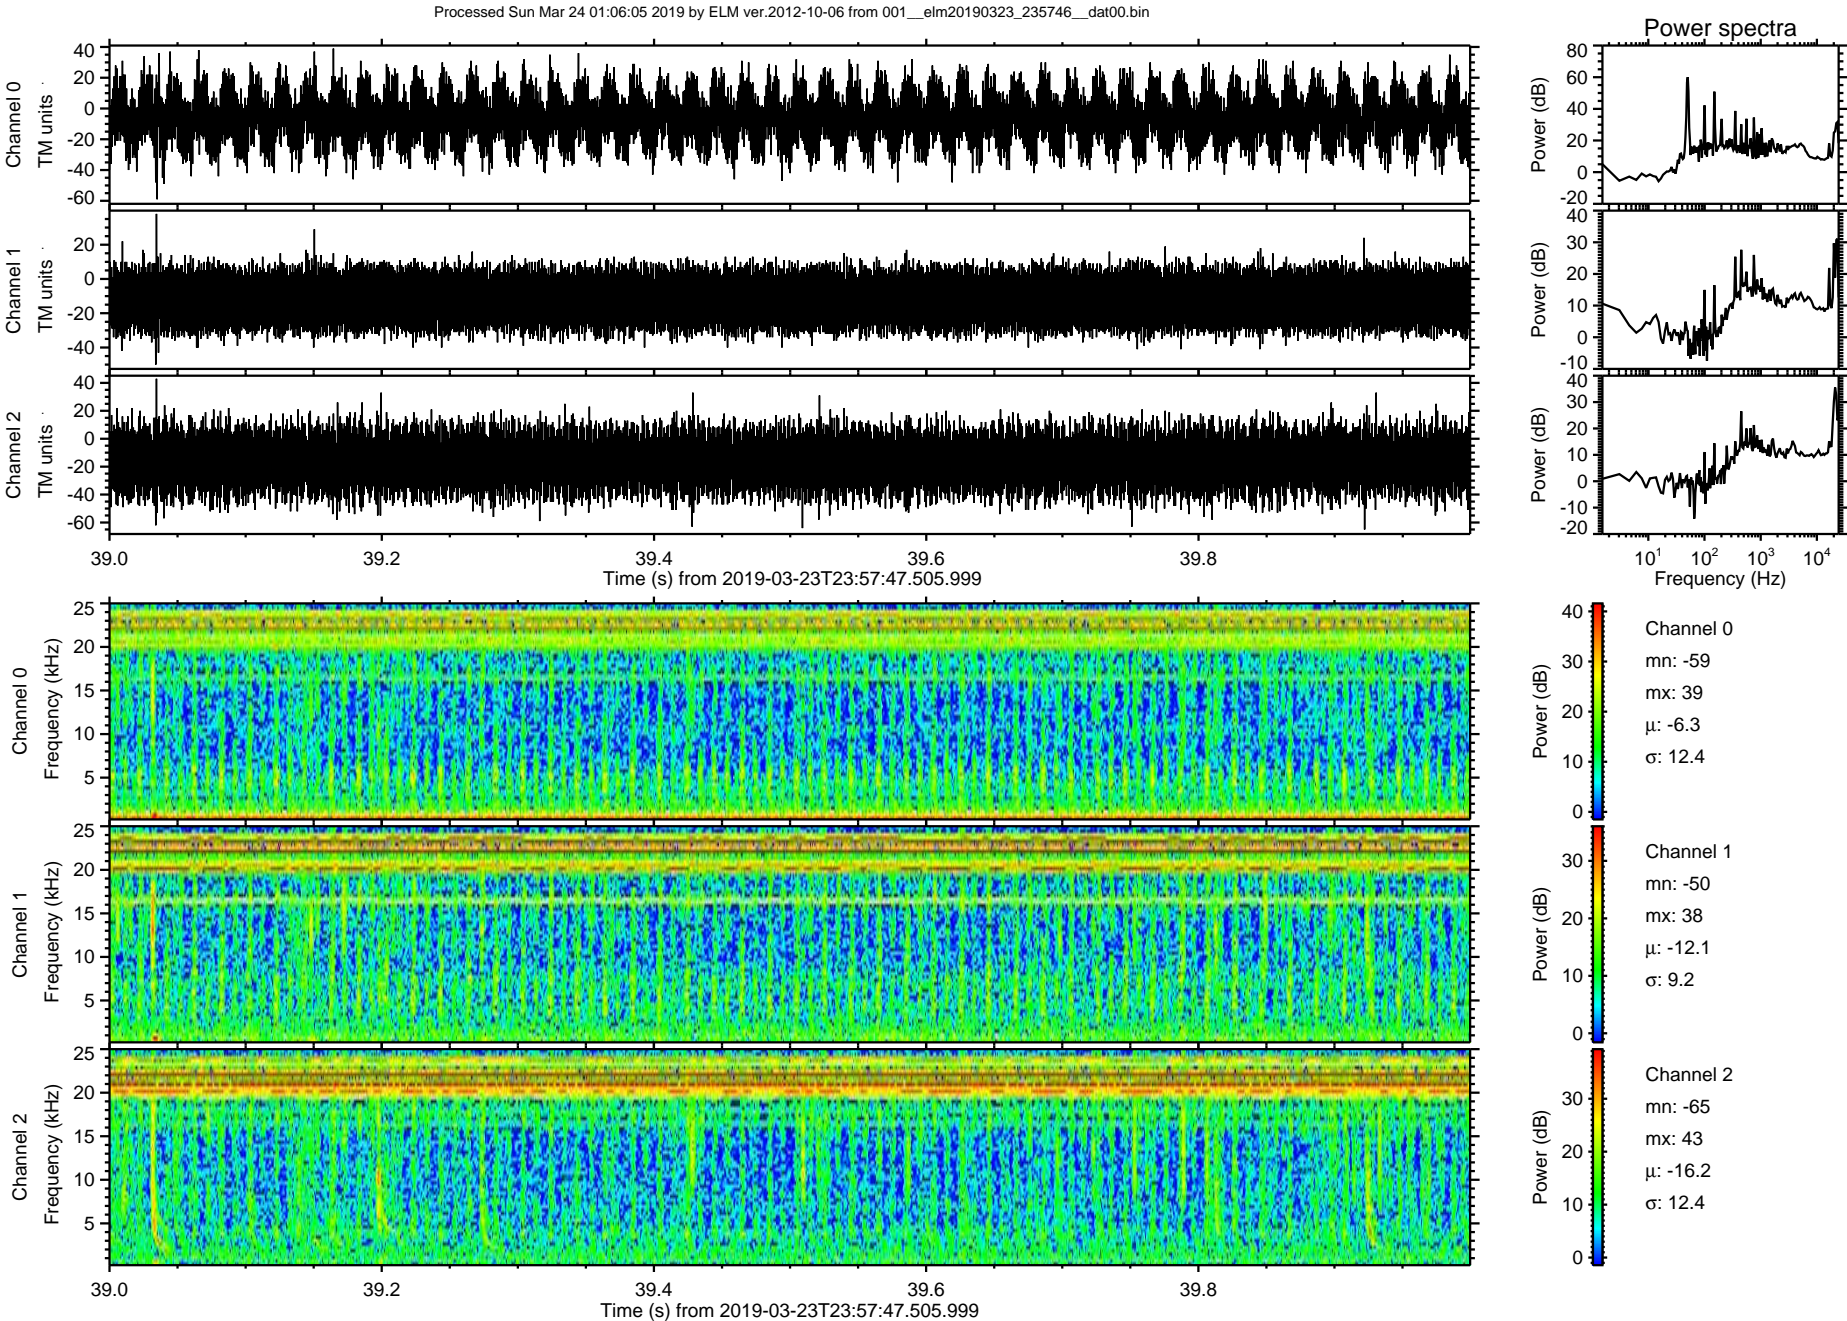 Processed Sun Mar 24 01:06:05 2019 by ELM ver.2012-10-06 from 001__elm20190323_235746__dat00.bin
Power spectra
Channel 0
TM units
40
20
0
-20
-40
-60
Power (dB)
80
60
40
20
0
-20
Channel 1
TM units
20
0
-20
-40
Power (dB)
40
30
20
10
0
-10
Channel 2
TM units
40
20
0
-20
-40
-60
Power (dB)
40
30
20
10
0
-10
-20
39.0 39.2 39.4 39.6 39.8
Time (s) from 2019-03-23T23:57:47.505.999
10¹ 10² 10³ 10⁴
Frequency (Hz)
Channel 0
Frequency (kHz)
25
20
15
10
5
Power (dB)
40
30
20
10
0
Channel 0
mn: -59
mx: 39
μ: -6.3
σ: 12.4
Channel 1
Frequency (kHz)
25
20
15
10
5
Power (dB)
30
20
10
0
Channel 1
mn: -50
mx: 38
μ: -12.1
σ: 9.2
Channel 2
Frequency (kHz)
25
20
15
10
5
Power (dB)
30
20
10
0
Channel 2
mn: -65
mx: 43
μ: -16.2
σ: 12.4
39.0 39.2 39.4 39.6 39.8
Time (s) from 2019-03-23T23:57:47.505.999